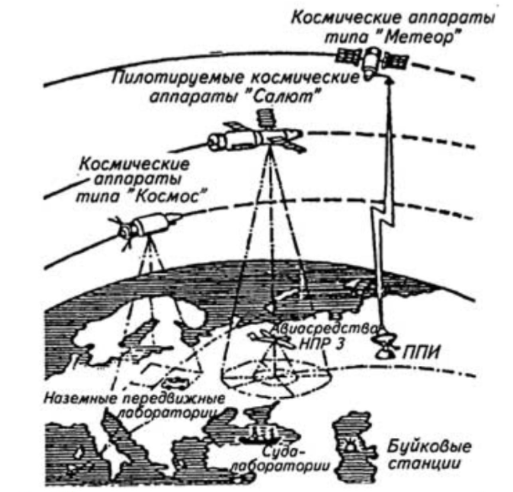 Космические аппараты
типа "Метеор"
Пилотируемые космические
аппараты "Салют"
Космические
аппараты
типа "Космос"
Авиасредства
НПР 3
ППИ
Наземные передвижные
лаборатории
Суда-
лаборатории
Буйковые
станции